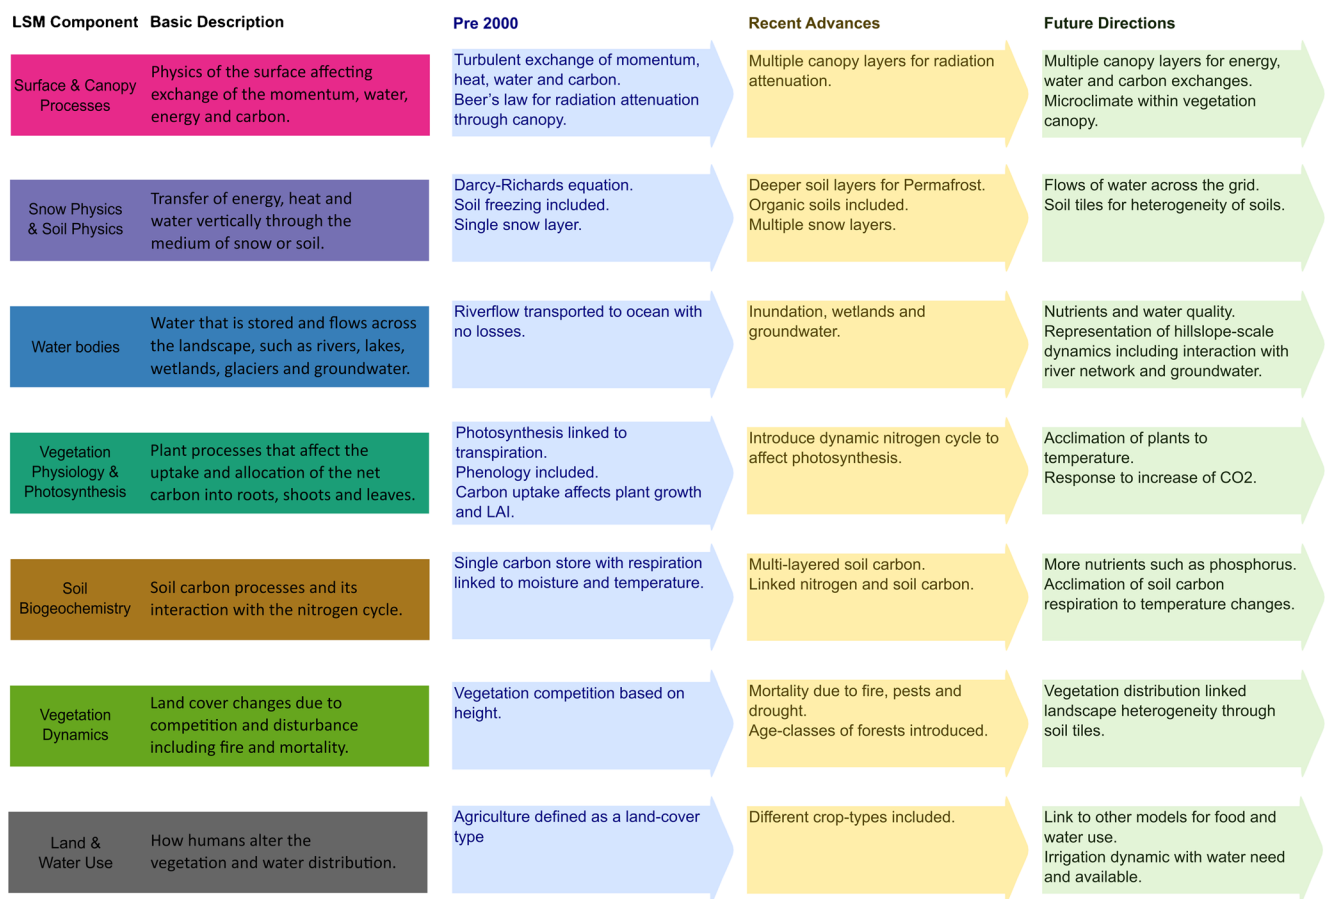 LSM Component
Basic Description
Pre 2000
Recent Advances
Future Directions
Surface & Canopy
Processes
Physics of the surface affecting
exchange of the momentum, water,
energy and carbon.
Turbulent exchange of momentum,
heat, water and carbon.
Beer's law for radiation attenuation
through canopy.
Multiple canopy layers for radiation
attenuation.
Multiple canopy layers for energy,
water and carbon exchanges.
Microclimate within vegetation
canopy.
Snow Physics
& Soil Physics
Transfer of energy, heat and
water vertically through the
medium of snow or soil.
Darcy-Richards equation.
Soil freezing included.
Single snow layer.
Deeper soil layers for Permafrost.
Organic soils included.
Multiple snow layers.
Flows of water across the grid.
Soil tiles for heterogeneity of soils.
Water bodies
Water that is stored and flows across
the landscape, such as rivers, lakes,
wetlands, glaciers and groundwater.
Riverflow transported to ocean with
no losses.
Inundation, wetlands and
groundwater.
Nutrients and water quality.
Representation of hillslope-scale
dynamics including interaction with
river network and groundwater.
Vegetation
Physiology &
Photosynthesis
Plant processes that affect the
uptake and allocation of the net
carbon into roots, shoots and leaves.
Photosynthesis linked to
transpiration.
Phenology included.
Carbon uptake affects plant growth
and LAI.
Introduce dynamic nitrogen cycle to
affect photosynthesis.
Acclimation of plants to
temperature.
Response to increase of CO2.
Soil
Biogeochemistry
Soil carbon processes and its
interaction with the nitrogen cycle.
Single carbon store with respiration
linked to moisture and temperature.
Multi-layered soil carbon.
Linked nitrogen and soil carbon.
More nutrients such as phosphorus.
Acclimation of soil carbon
respiration to temperature changes.
Vegetation
Dynamics
Land cover changes due to
competition and disturbance
including fire and mortality.
Vegetation competition based on
height.
Mortality due to fire, pests and
drought.
Age-classes of forests introduced.
Vegetation distribution linked
landscape heterogeneity through
soil tiles.
Land &
Water Use
How humans alter the
vegetation and water distribution.
Agriculture defined as a land-cover
type
Different crop-types included.
Link to other models for food and
water use.
Irrigation dynamic with water need
and available.